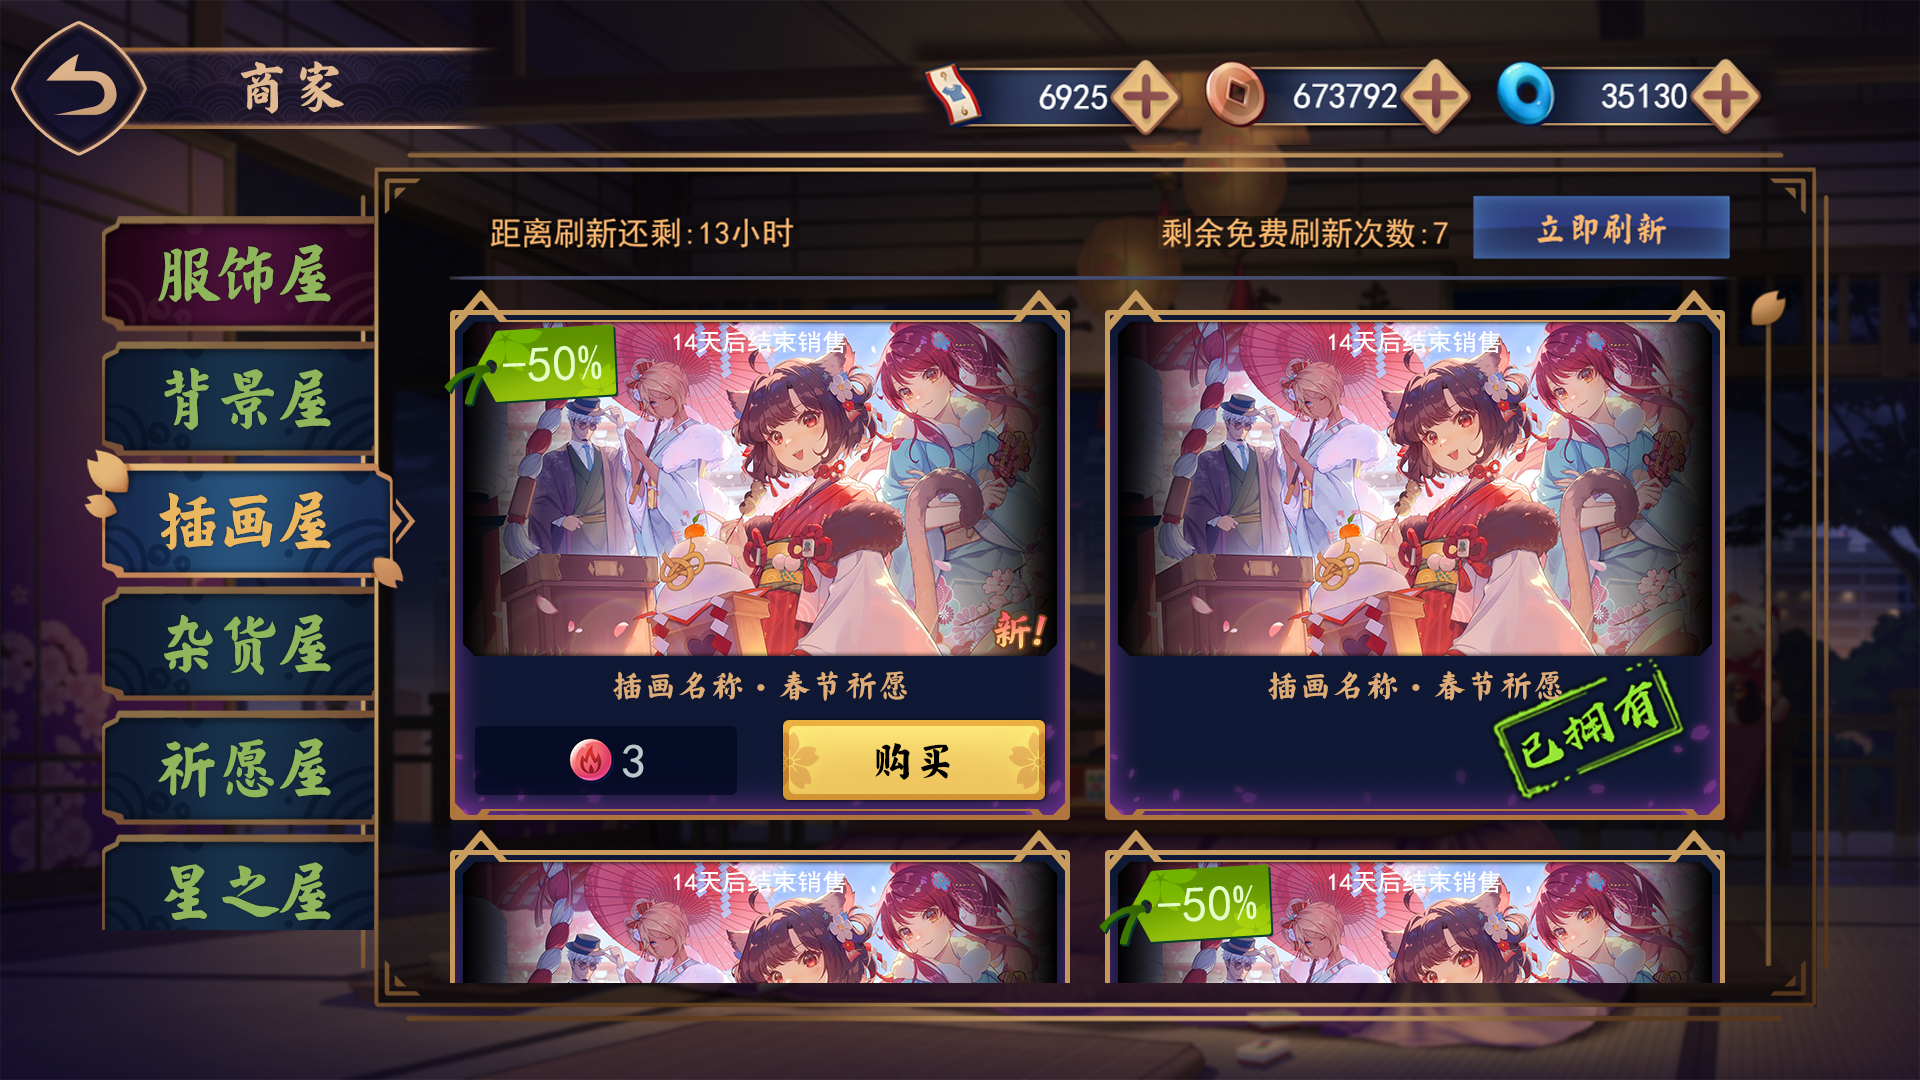 商家
6925
673792
35130
距离刷新还剩:13小时
剩余免费刷新次数:7
立即刷新
服饰屋
背景屋
插画屋
杂货屋
祈愿屋
星之屋
-50%
14天后结束销售
新!
插画名称·春节祈愿
3
购买
14天后结束销售
插画名称·春节祈愿
已拥有
14天后结束销售
-50%
14天后结束销售